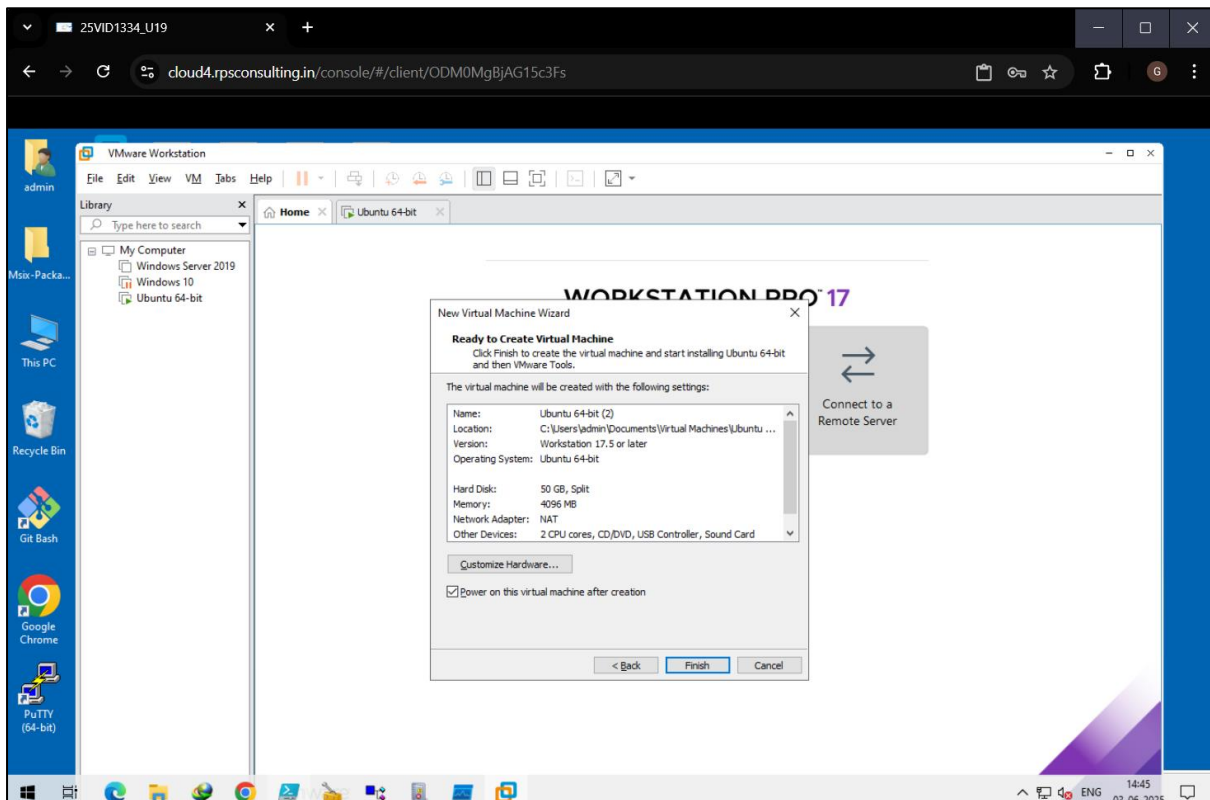 25VID1334_U19
cloud4.rpsconsulting.in/console/#/client/ODM0MgBjAG15c3Fs
G
admin
Msix-Packa...
This PC
Recycle Bin
Git Bash
Google
Chrome
PuTTY
(64-bit)
VMware Workstation
File Edit View VM Tabs Help
Library
Type here to search
My Computer
Windows Server 2019
Windows 10
Ubuntu 64-bit
Home
Ubuntu 64-bit
WORKSTATION PRO™ 17
Connect to a
Remote Server
New Virtual Machine Wizard
Ready to Create Virtual Machine
Click Finish to create the virtual machine and start installing Ubuntu 64-bit
and then VMware Tools.
The virtual machine will be created with the following settings:
Name: Ubuntu 64-bit (2)
Location: C:\Users\admin\Documents\Virtual Machines\Ubuntu ...
Version: Workstation 17.5 or later
Operating System: Ubuntu 64-bit
Hard Disk: 50 GB, Split
Memory: 4096 MB
Network Adapter: NAT
Other Devices: 2 CPU cores, CD/DVD, USB Controller, Sound Card
Customize Hardware...
Power on this virtual machine after creation
< Back Finish Cancel
ENG
14:45
03-06-2025